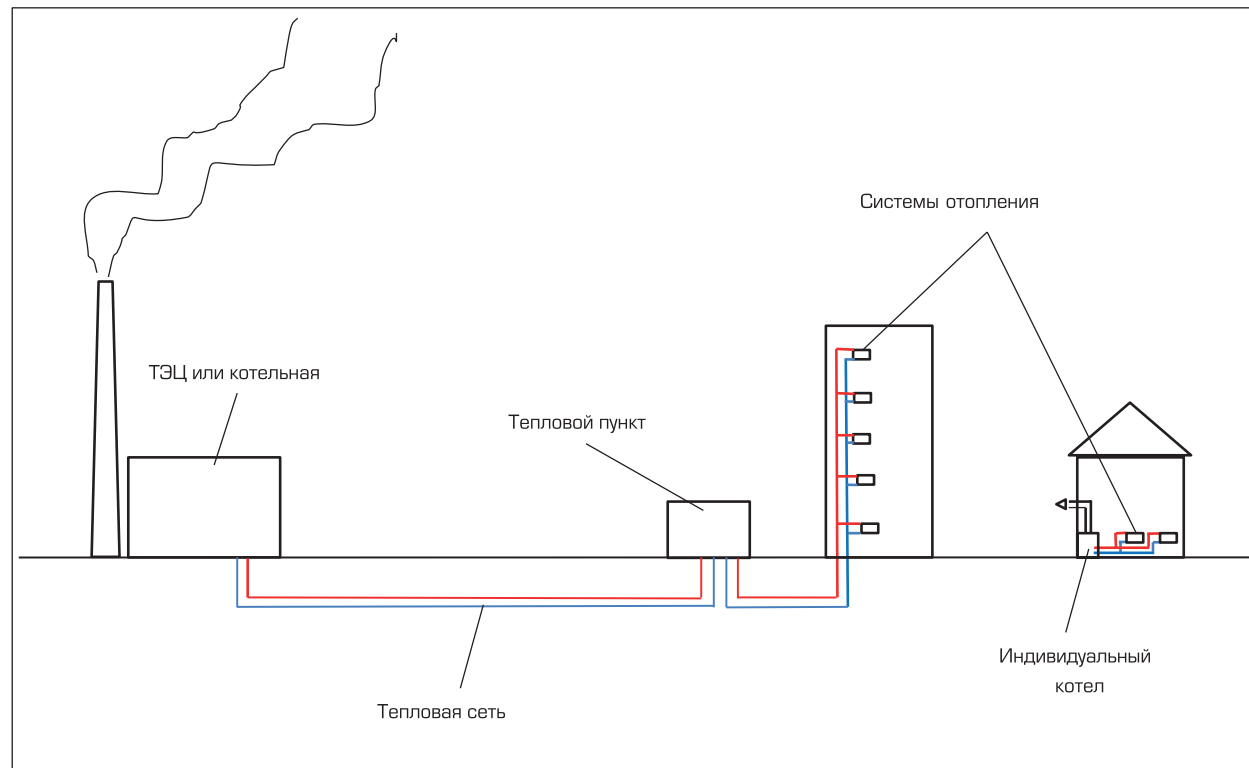 Системы отопления
ТЭЦ или котельная
Тепловой пункт
Индивидуальный
котел
Тепловая сеть